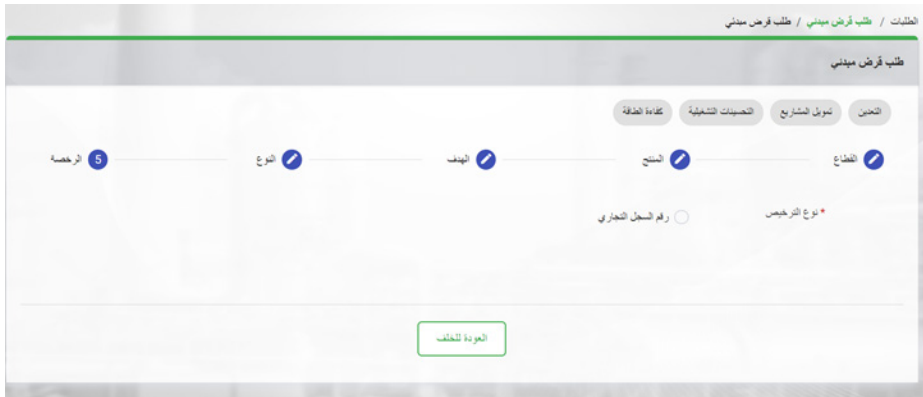 الطلبات / طلب قرض مبدئي / طلب قرض مبدئي
طلب قرض مبدئي
التعدين تمويل المشاريع التحسينات التشغيلية كفاءة الطاقة
القطاع المنتج الهدف النوع 5 الرخصة
* نوع الترخيص رقم السجل التجاري
العودة للخلف